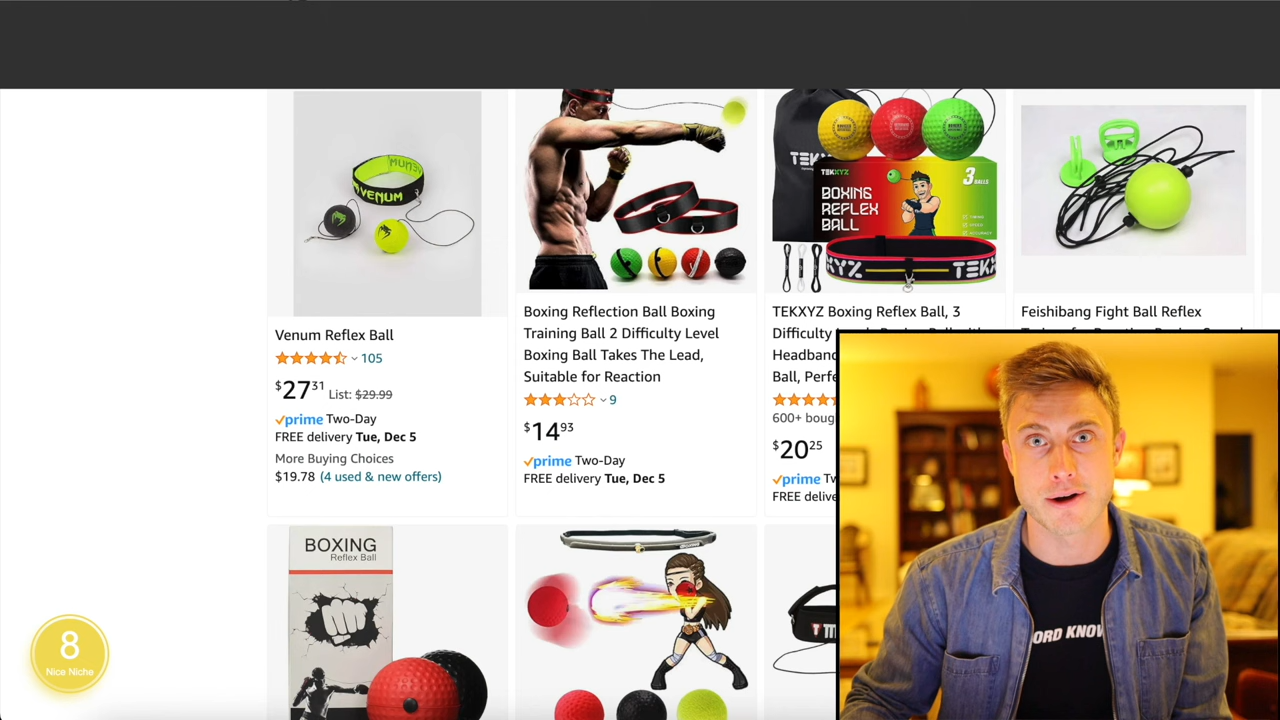 VENUM
Venum Reflex Ball
105
$27.31 List: $29.99
prime Two-Day
FREE delivery Tue, Dec 5
More Buying Choices
$19.78 (4 used & new offers)
Boxing Reflection Ball Boxing
Training Ball 2 Difficulty Level
Boxing Ball Takes The Lead,
Suitable for Reaction
9
$14.93
prime Two-Day
FREE delivery Tue, Dec 5
TEKXYZ
BOXING
REFLEX
BALL
3
BALLS
TEKXYZ Boxing Reflex Ball, 3
Difficulty
Headband
Ball, Perfe
600+ boug
$20.25
prime Tw
FREE delive
Feishibang Fight Ball Reflex
BOXING
Reflex Ball
8
Nice Niche
ORD KNOW